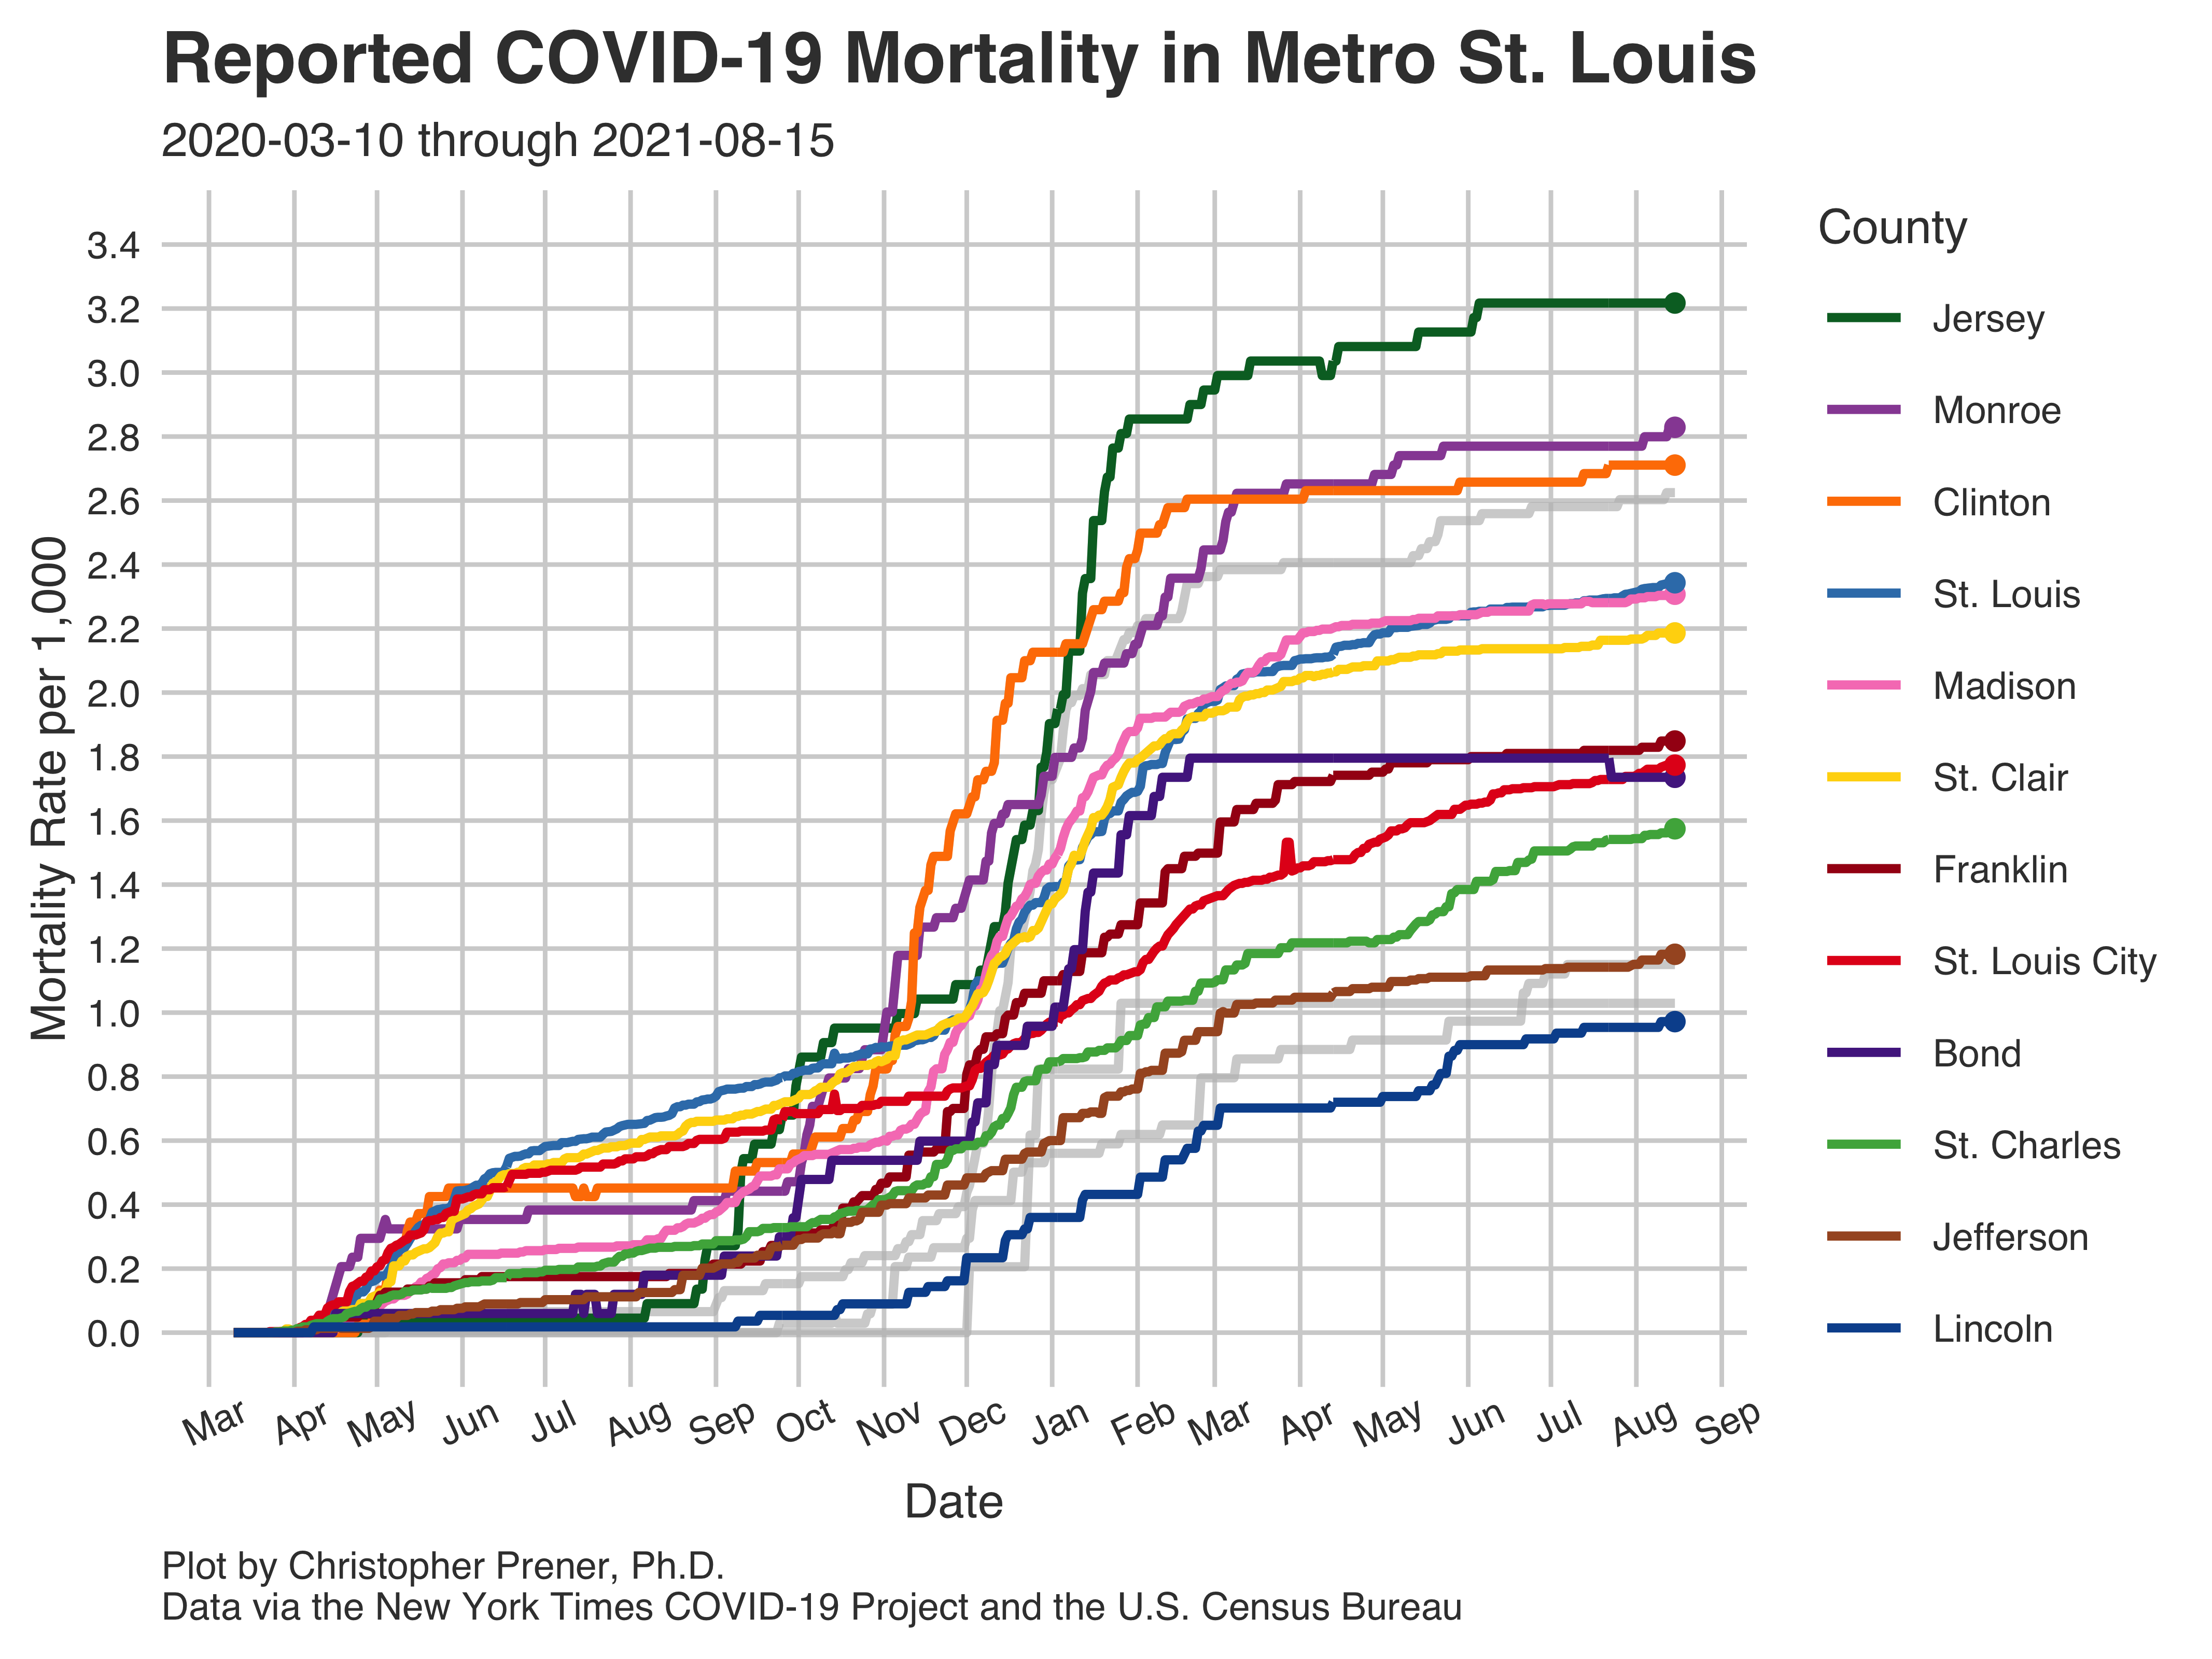 Reported COVID-19 Mortality in Metro St. Louis
2020-03-10 through 2021-08-15
Mortality Rate per 1,000
3.4
3.2
3.0
2.8
2.6
2.4
2.2
2.0
1.8
1.6
1.4
1.2
1.0
0.8
0.6
0.4
0.2
0.0
Mar Apr May Jun Jul Aug Sep Oct Nov Dec Jan Feb Mar Apr May Jun Jul Aug Sep
Date
County
Jersey
Monroe
Clinton
St. Louis
Madison
St. Clair
Franklin
St. Louis City
Bond
St. Charles
Jefferson
Lincoln
Plot by Christopher Prener, Ph.D.
Data via the New York Times COVID-19 Project and the U.S. Census Bureau